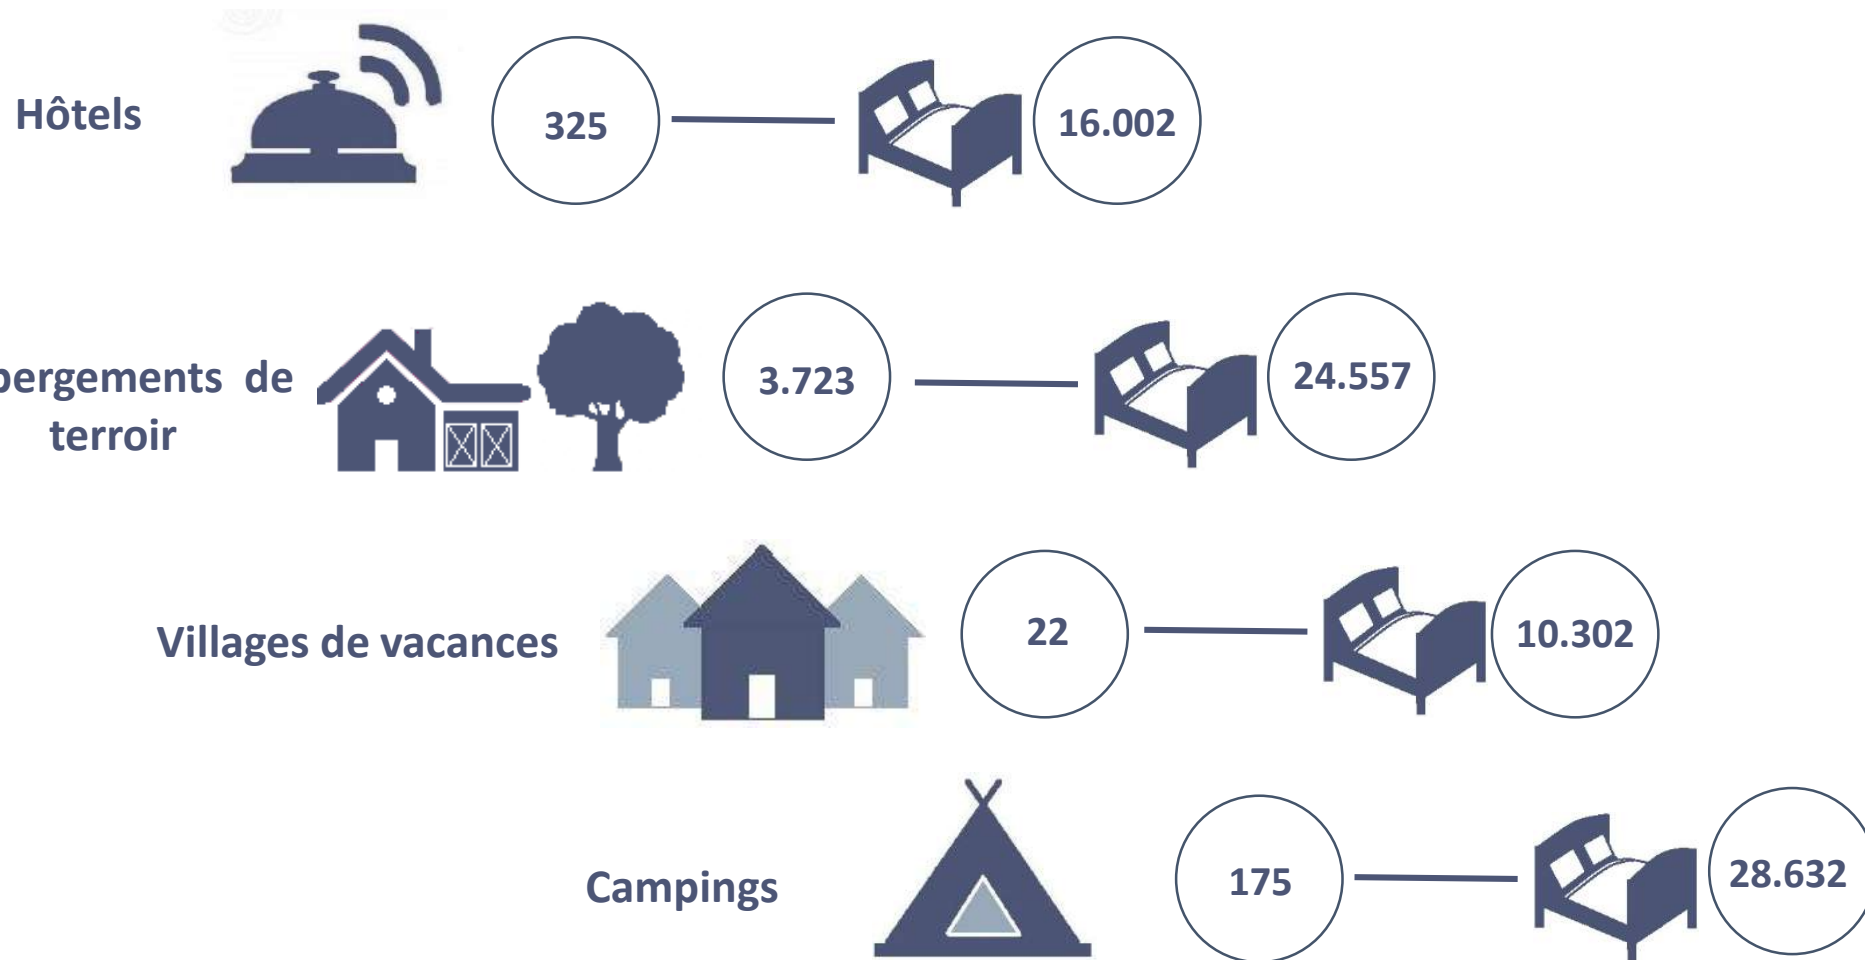 Hôtels
325
16.002
bergements de
terroir
3.723
24.557
Villages de vacances
22
10.302
Campings
175
28.632